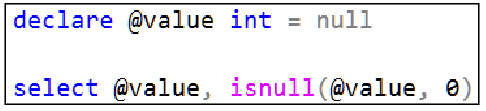 declare @value int = null
select @value, isnull(@value, 0)